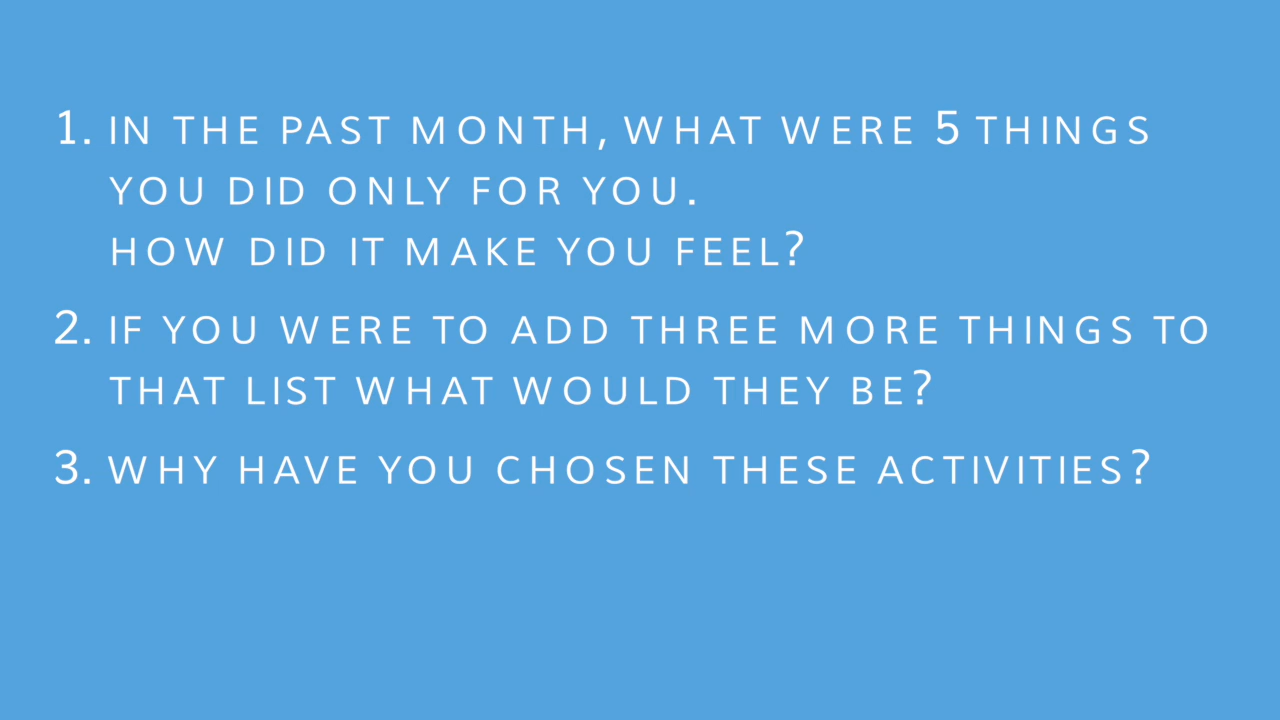 1. IN THE PAST MONTH, WHAT WERE 5 THINGS
YOU DID ONLY FOR YOU.
HOW DID IT MAKE YOU FEEL?
2. IF YOU WERE TO ADD THREE MORE THINGS TO
THAT LIST WHAT WOULD THEY BE?
3. WHY HAVE YOU CHOSEN THESE ACTIVITIES?